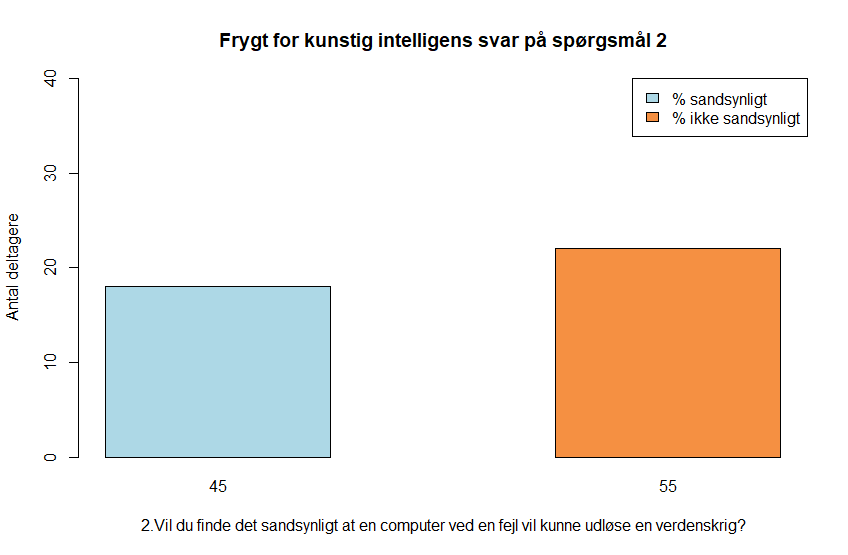 Frygt for kunstig intelligens svar på spørgsmål 2
% sandsynligt
% ikke sandsynligt
Antal deltagere
40
30
20
10
0
45
55
2.Vil du finde det sandsynligt at en computer ved en fejl vil kunne udløse en verdenskrig?